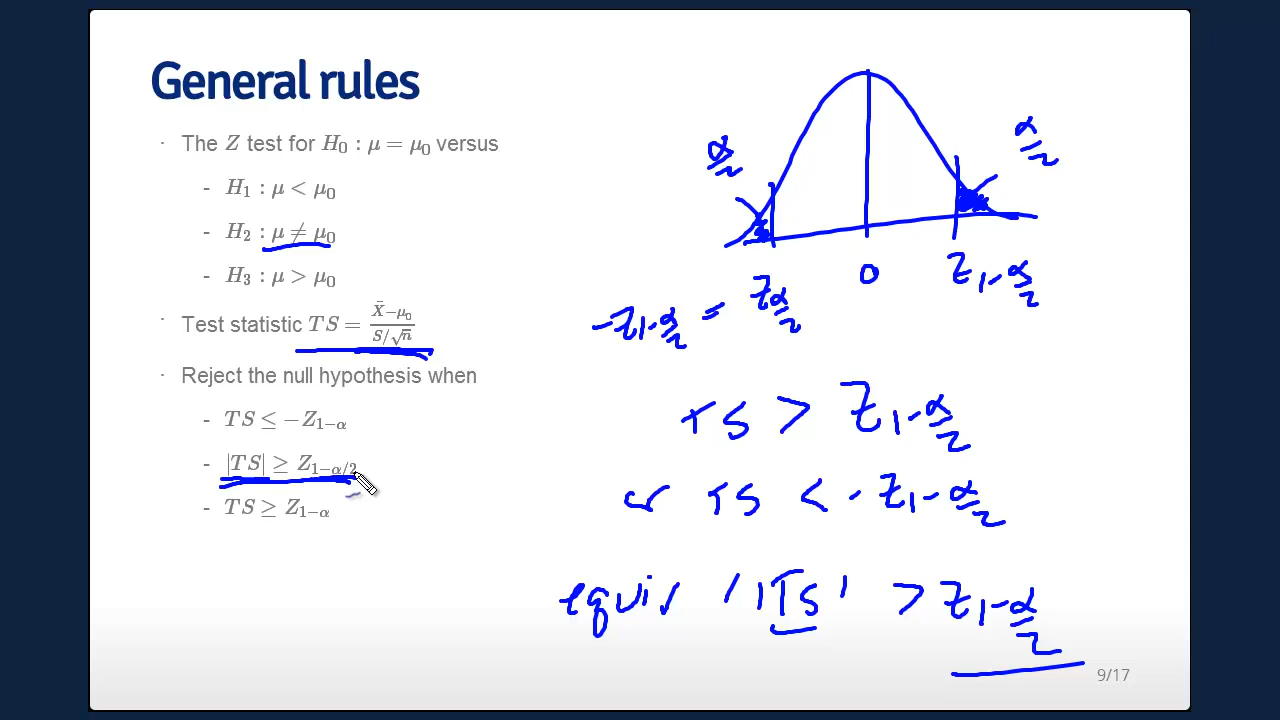 General rules
· The Z test for H₀ : μ = μ₀ versus
- H₁ : μ < μ₀
- H₂ : μ ≠ μ₀
- H₃ : μ > μ₀
· Test statistic TS = (X̄−μ₀)/(S/√n)
· Reject the null hypothesis when
- TS ≤ −Z₁₋α
- |TS| ≥ Z₁₋α/₂
- TS ≥ Z₁₋α
α/2
α/2
0
Z₁₋α/₂
−Z₁₋α/₂ = Zα/₂
TS > Z₁₋α/₂
or TS < −Z₁₋α/₂
equiv |TS| > Z₁₋α/₂
9/17